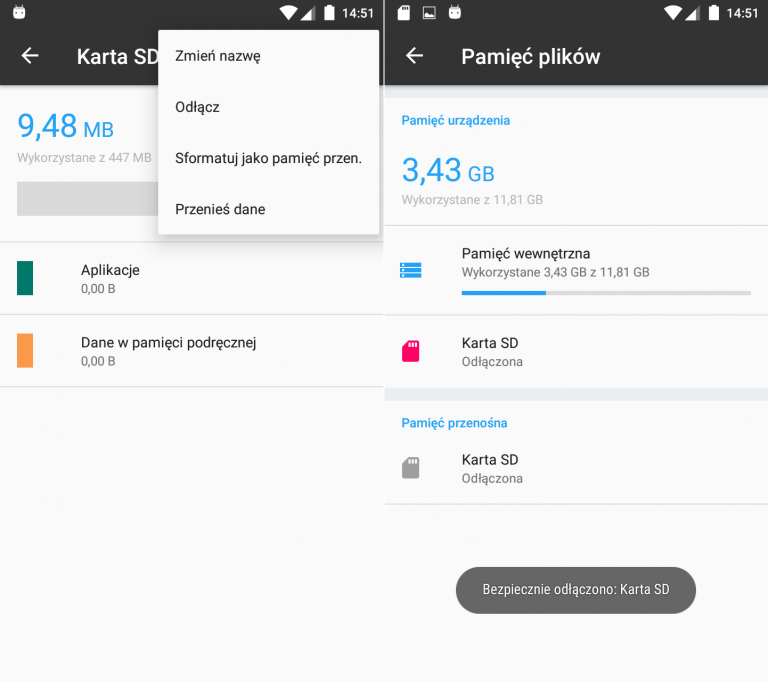 14:51
Karta SD
Zmień nazwę
Odłącz
Sformatuj jako pamięć przen.
Przenieś dane
9,48 MB
Wykorzystane z 447 MB
Aplikacje
0,00 B
Dane w pamięci podręcznej
0,00 B
14:51
Pamięć plików
Pamięć urządzenia
3,43 GB
Wykorzystane z 11,81 GB
Pamięć wewnętrzna
Wykorzystane 3,43 GB z 11,81 GB
Karta SD
Odłączona
Pamięć przenośna
Karta SD
Odłączona
Bezpiecznie odłączono: Karta SD